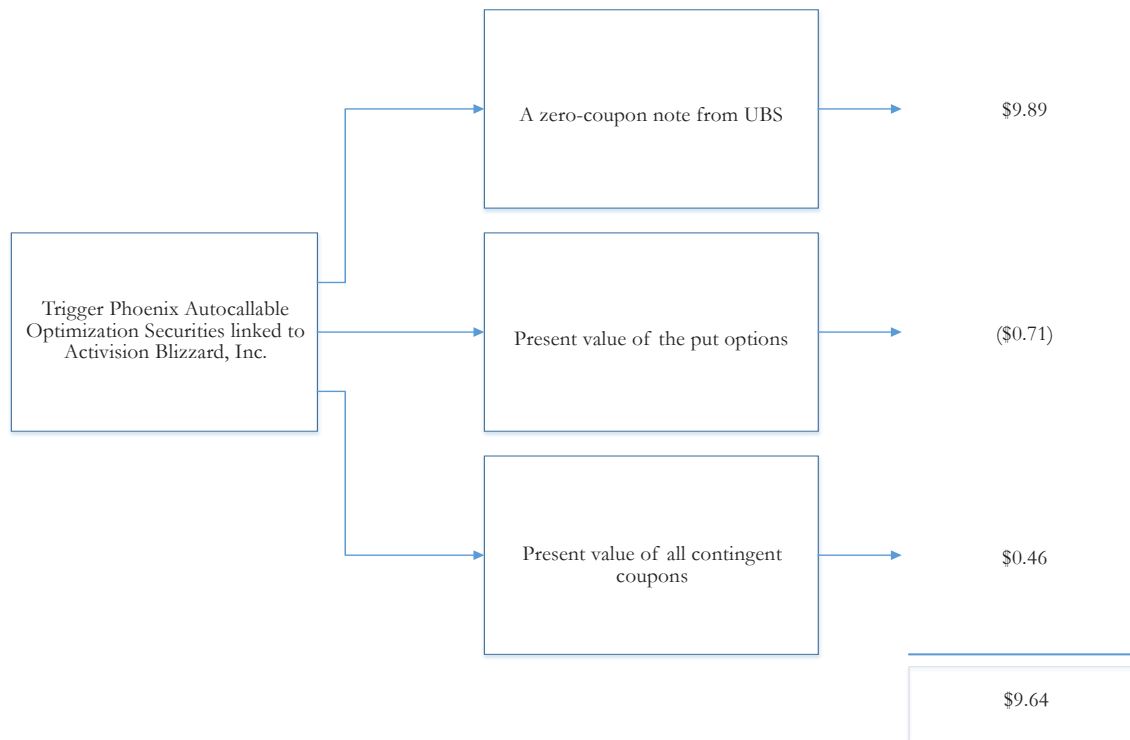 A zero-coupon note from UBS
$9.89
Trigger Phoenix Autocallable
Optimization Securities linked to
Activision Blizzard, Inc.
Present value of the put options
($0.71)
Present value of all contingent
coupons
$0.46
$9.64